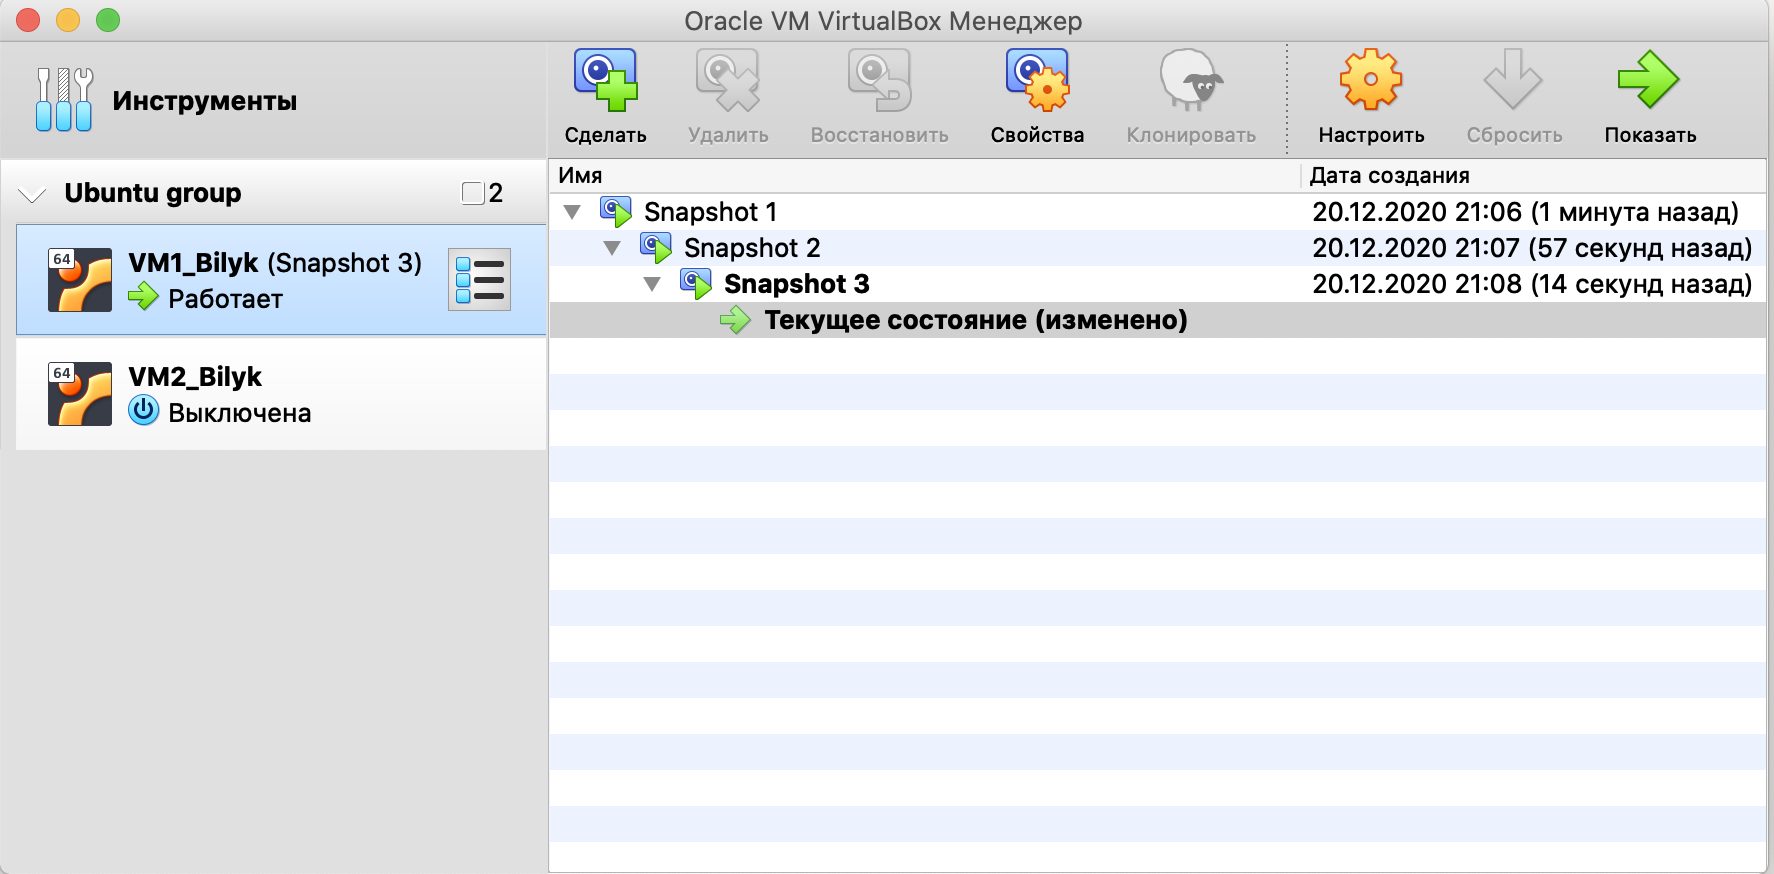 Oracle VM VirtualBox Менеджер
Инструменты
Сделать
Удалить
Восстановить
Свойства
Клонировать
Настроить
Сбросить
Показать
Ubuntu group
2
64
VM1_Bilyk (Snapshot 3)
Работает
64
VM2_Bilyk
Выключена
Имя
Дата создания
Snapshot 1
20.12.2020 21:06 (1 минута назад)
Snapshot 2
20.12.2020 21:07 (57 секунд назад)
Snapshot 3
20.12.2020 21:08 (14 секунд назад)
Текущее состояние (изменено)